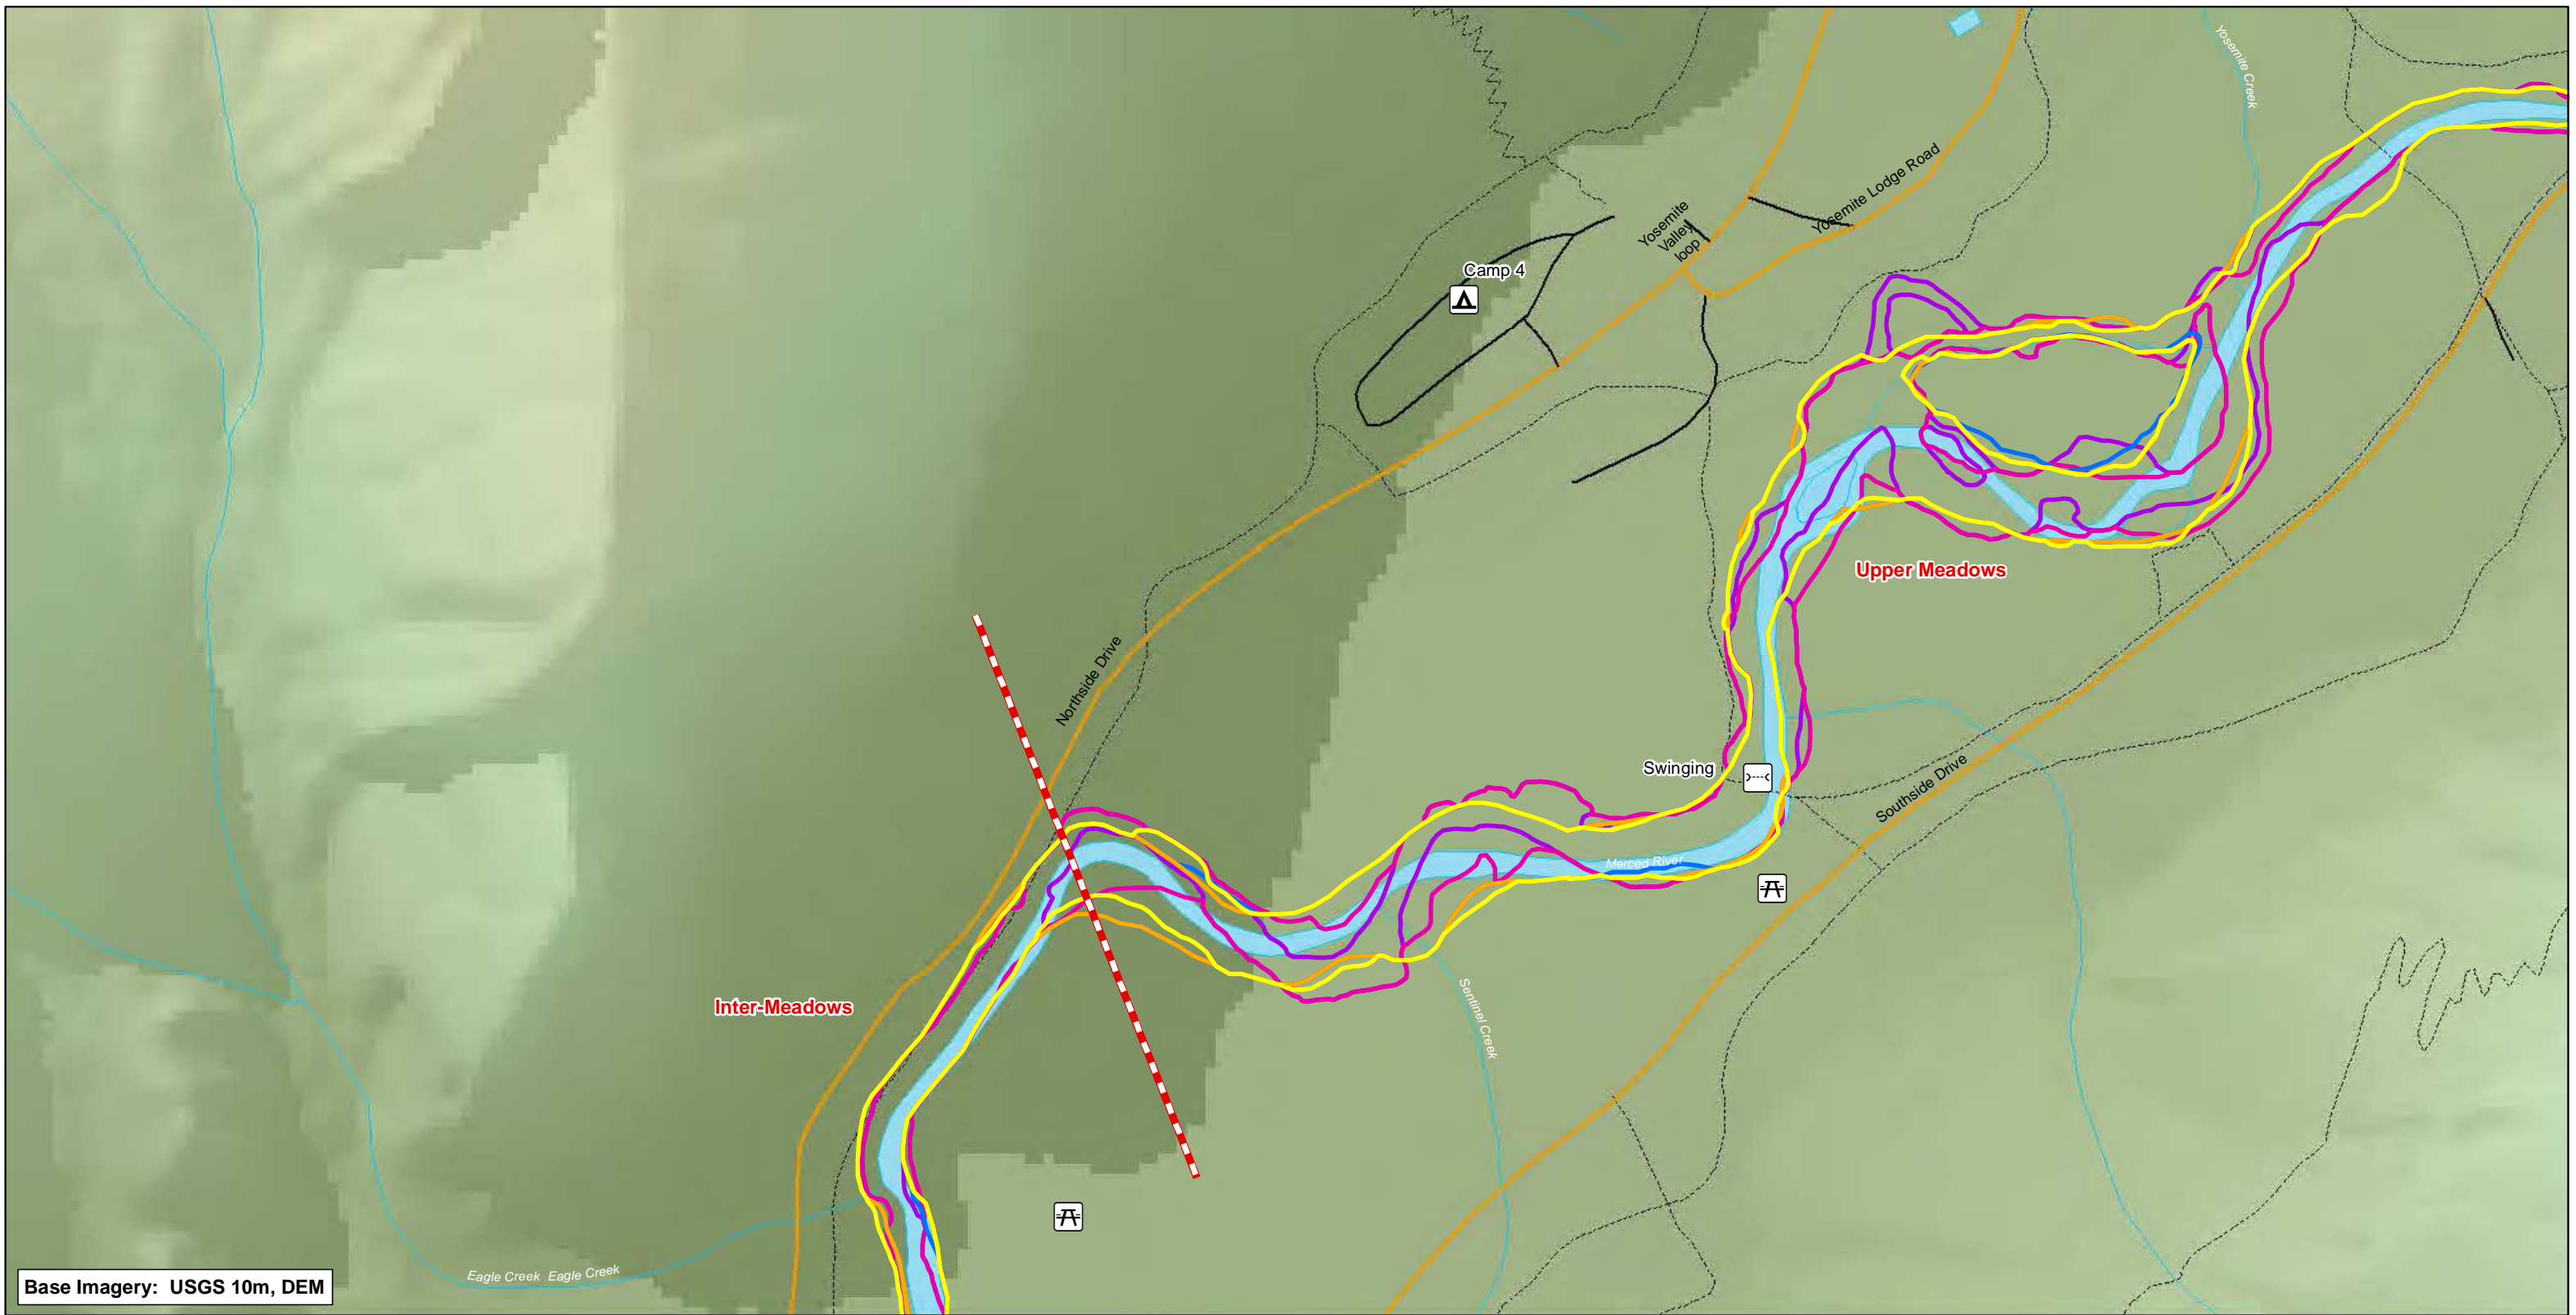 Yosemite Creek
Yosemite Lodge Road
Yosemite
Valley
loop
Camp 4
Upper Meadows
Northside Drive
Swinging
Southside Drive
Merced River
Inter-Meadows
Sentinel Creek
Eagle Creek Eagle Creek
Base Imagery: USGS 10m, DEM